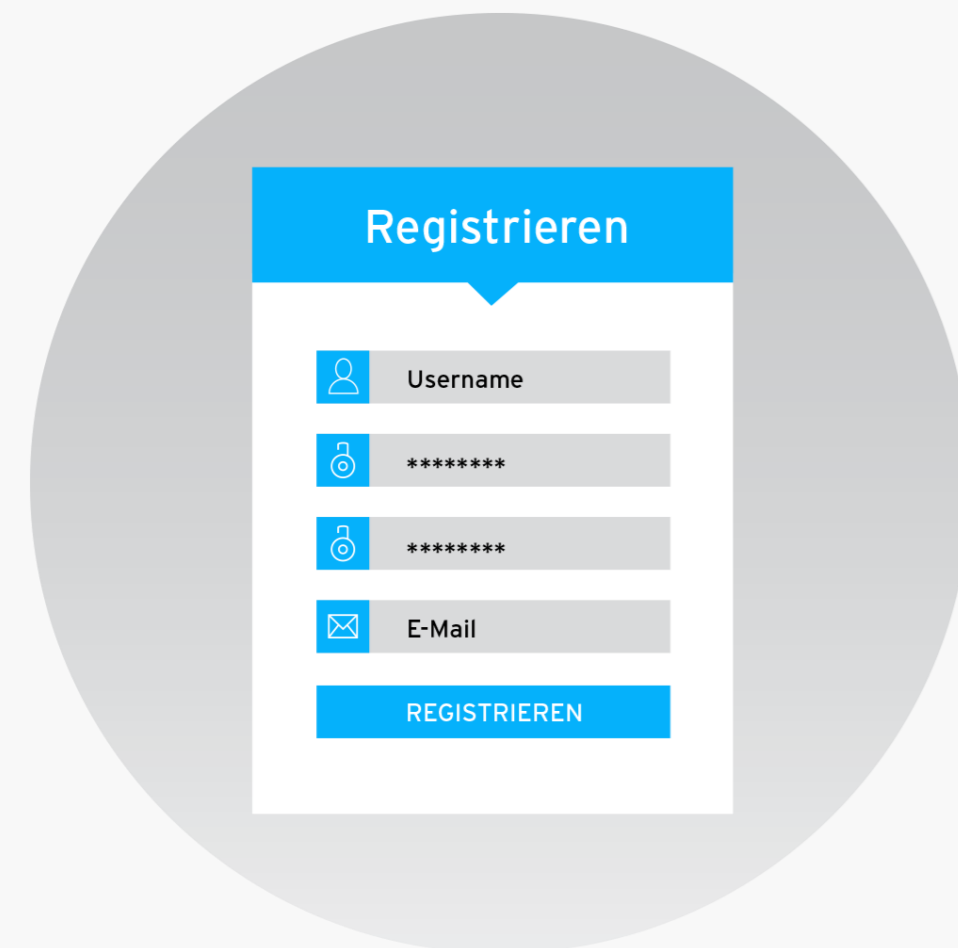 Registrieren
Username
********
********
E-Mail
REGISTRIEREN